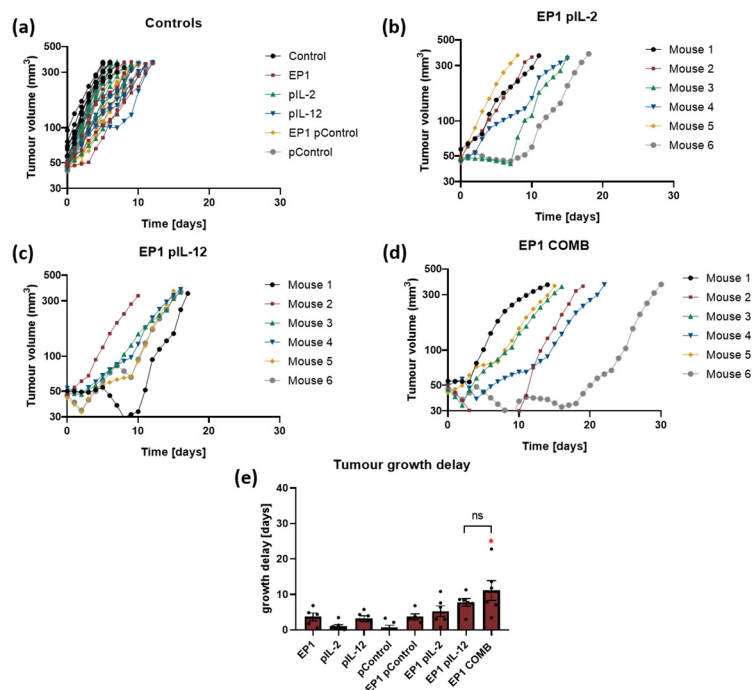 (a)
Controls
Tumour volume (mm³)
500
300
100
50
30
0
10
20
30
Time [days]
Control
EP1
pIL-2
pIL-12
EP1 pControl
pControl
(b)
EP1 pIL-2
Tumour volume (mm³)
500
300
100
50
30
0
10
20
30
Time [days]
Mouse 1
Mouse 2
Mouse 3
Mouse 4
Mouse 5
Mouse 6
(c)
EP1 pIL-12
Tumour volume (mm³)
500
300
100
50
30
0
10
20
30
Time [days]
Mouse 1
Mouse 2
Mouse 3
Mouse 4
Mouse 5
Mouse 6
(d)
EP1 COMB
Tumour volume (mm³)
500
300
100
50
30
0
10
20
30
Time [days]
Mouse 1
Mouse 2
Mouse 3
Mouse 4
Mouse 5
Mouse 6
(e)
Tumour growth delay
growth delay [days]
40
30
20
10
0
ns
*
EP1
pIL-2
pIL-12
pControl
EP1 pControl
EP1 pIL-2
EP1 pIL-12
EP1 COMB